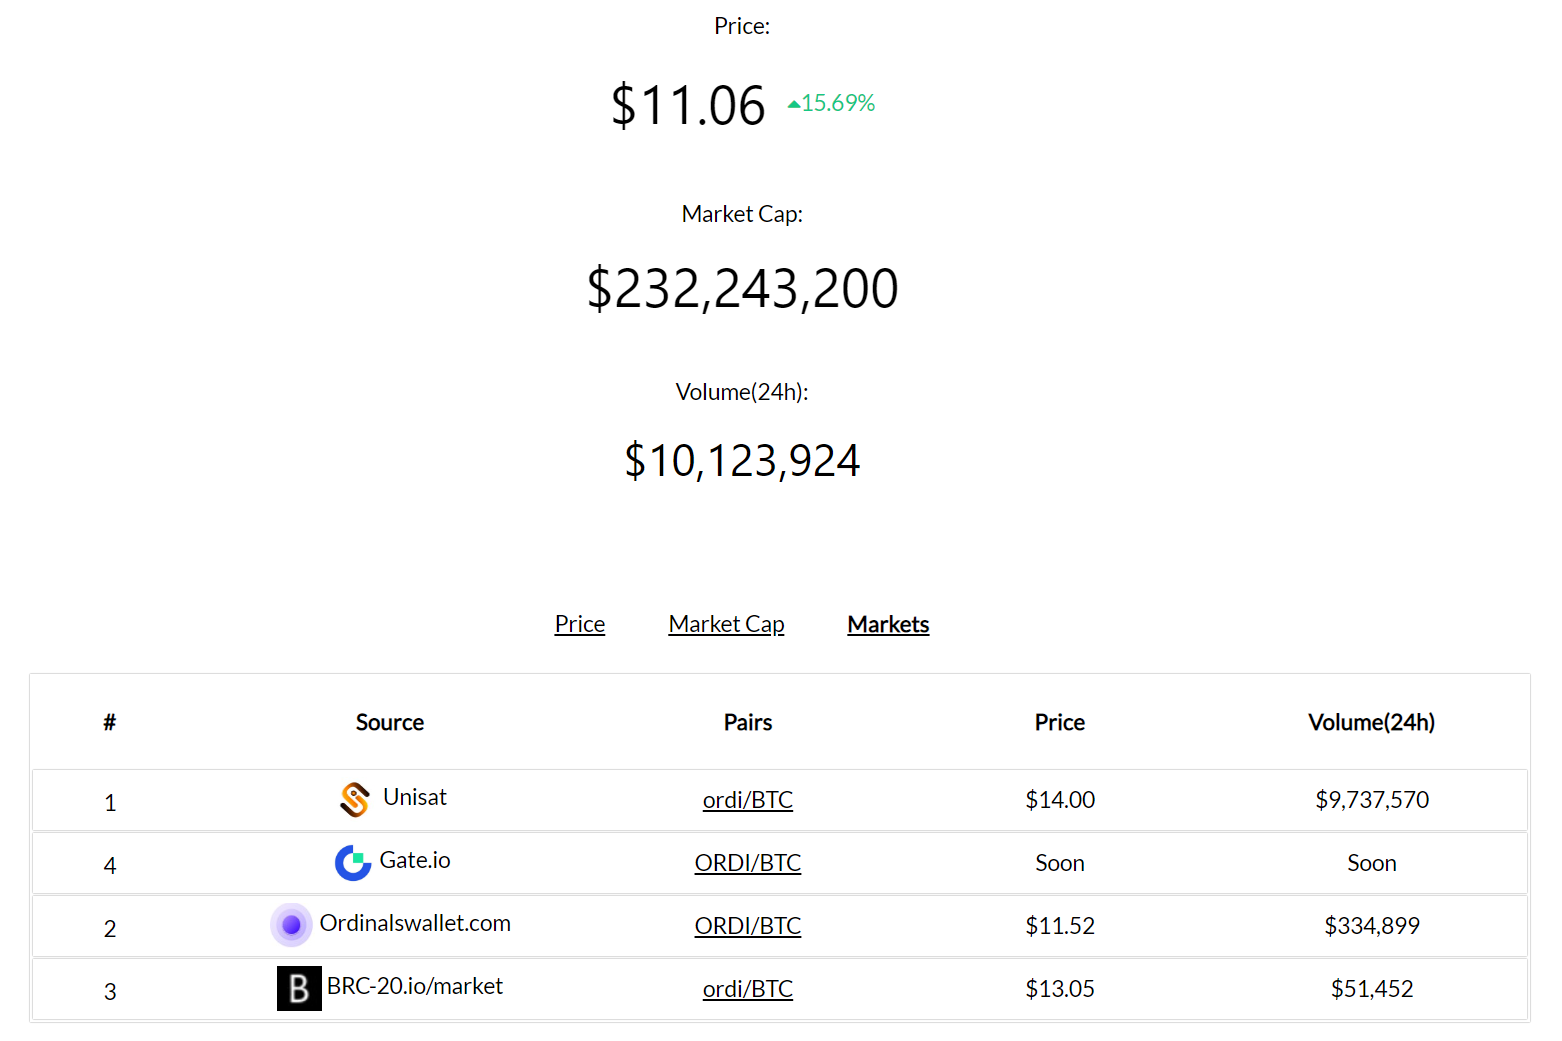 Price:
$11.06 15.69%
Market Cap:
$232,243,200
Volume(24h):
$10,123,924
Price Market Cap Markets
# Source Pairs Price Volume(24h)
1 Unisat ordi/BTC $14.00 $9,737,570
4 Gate.io ORDI/BTC Soon Soon
2 Ordinalswallet.com ORDI/BTC $11.52 $334,899
3 B BRC-20.io/market ordi/BTC $13.05 $51,452